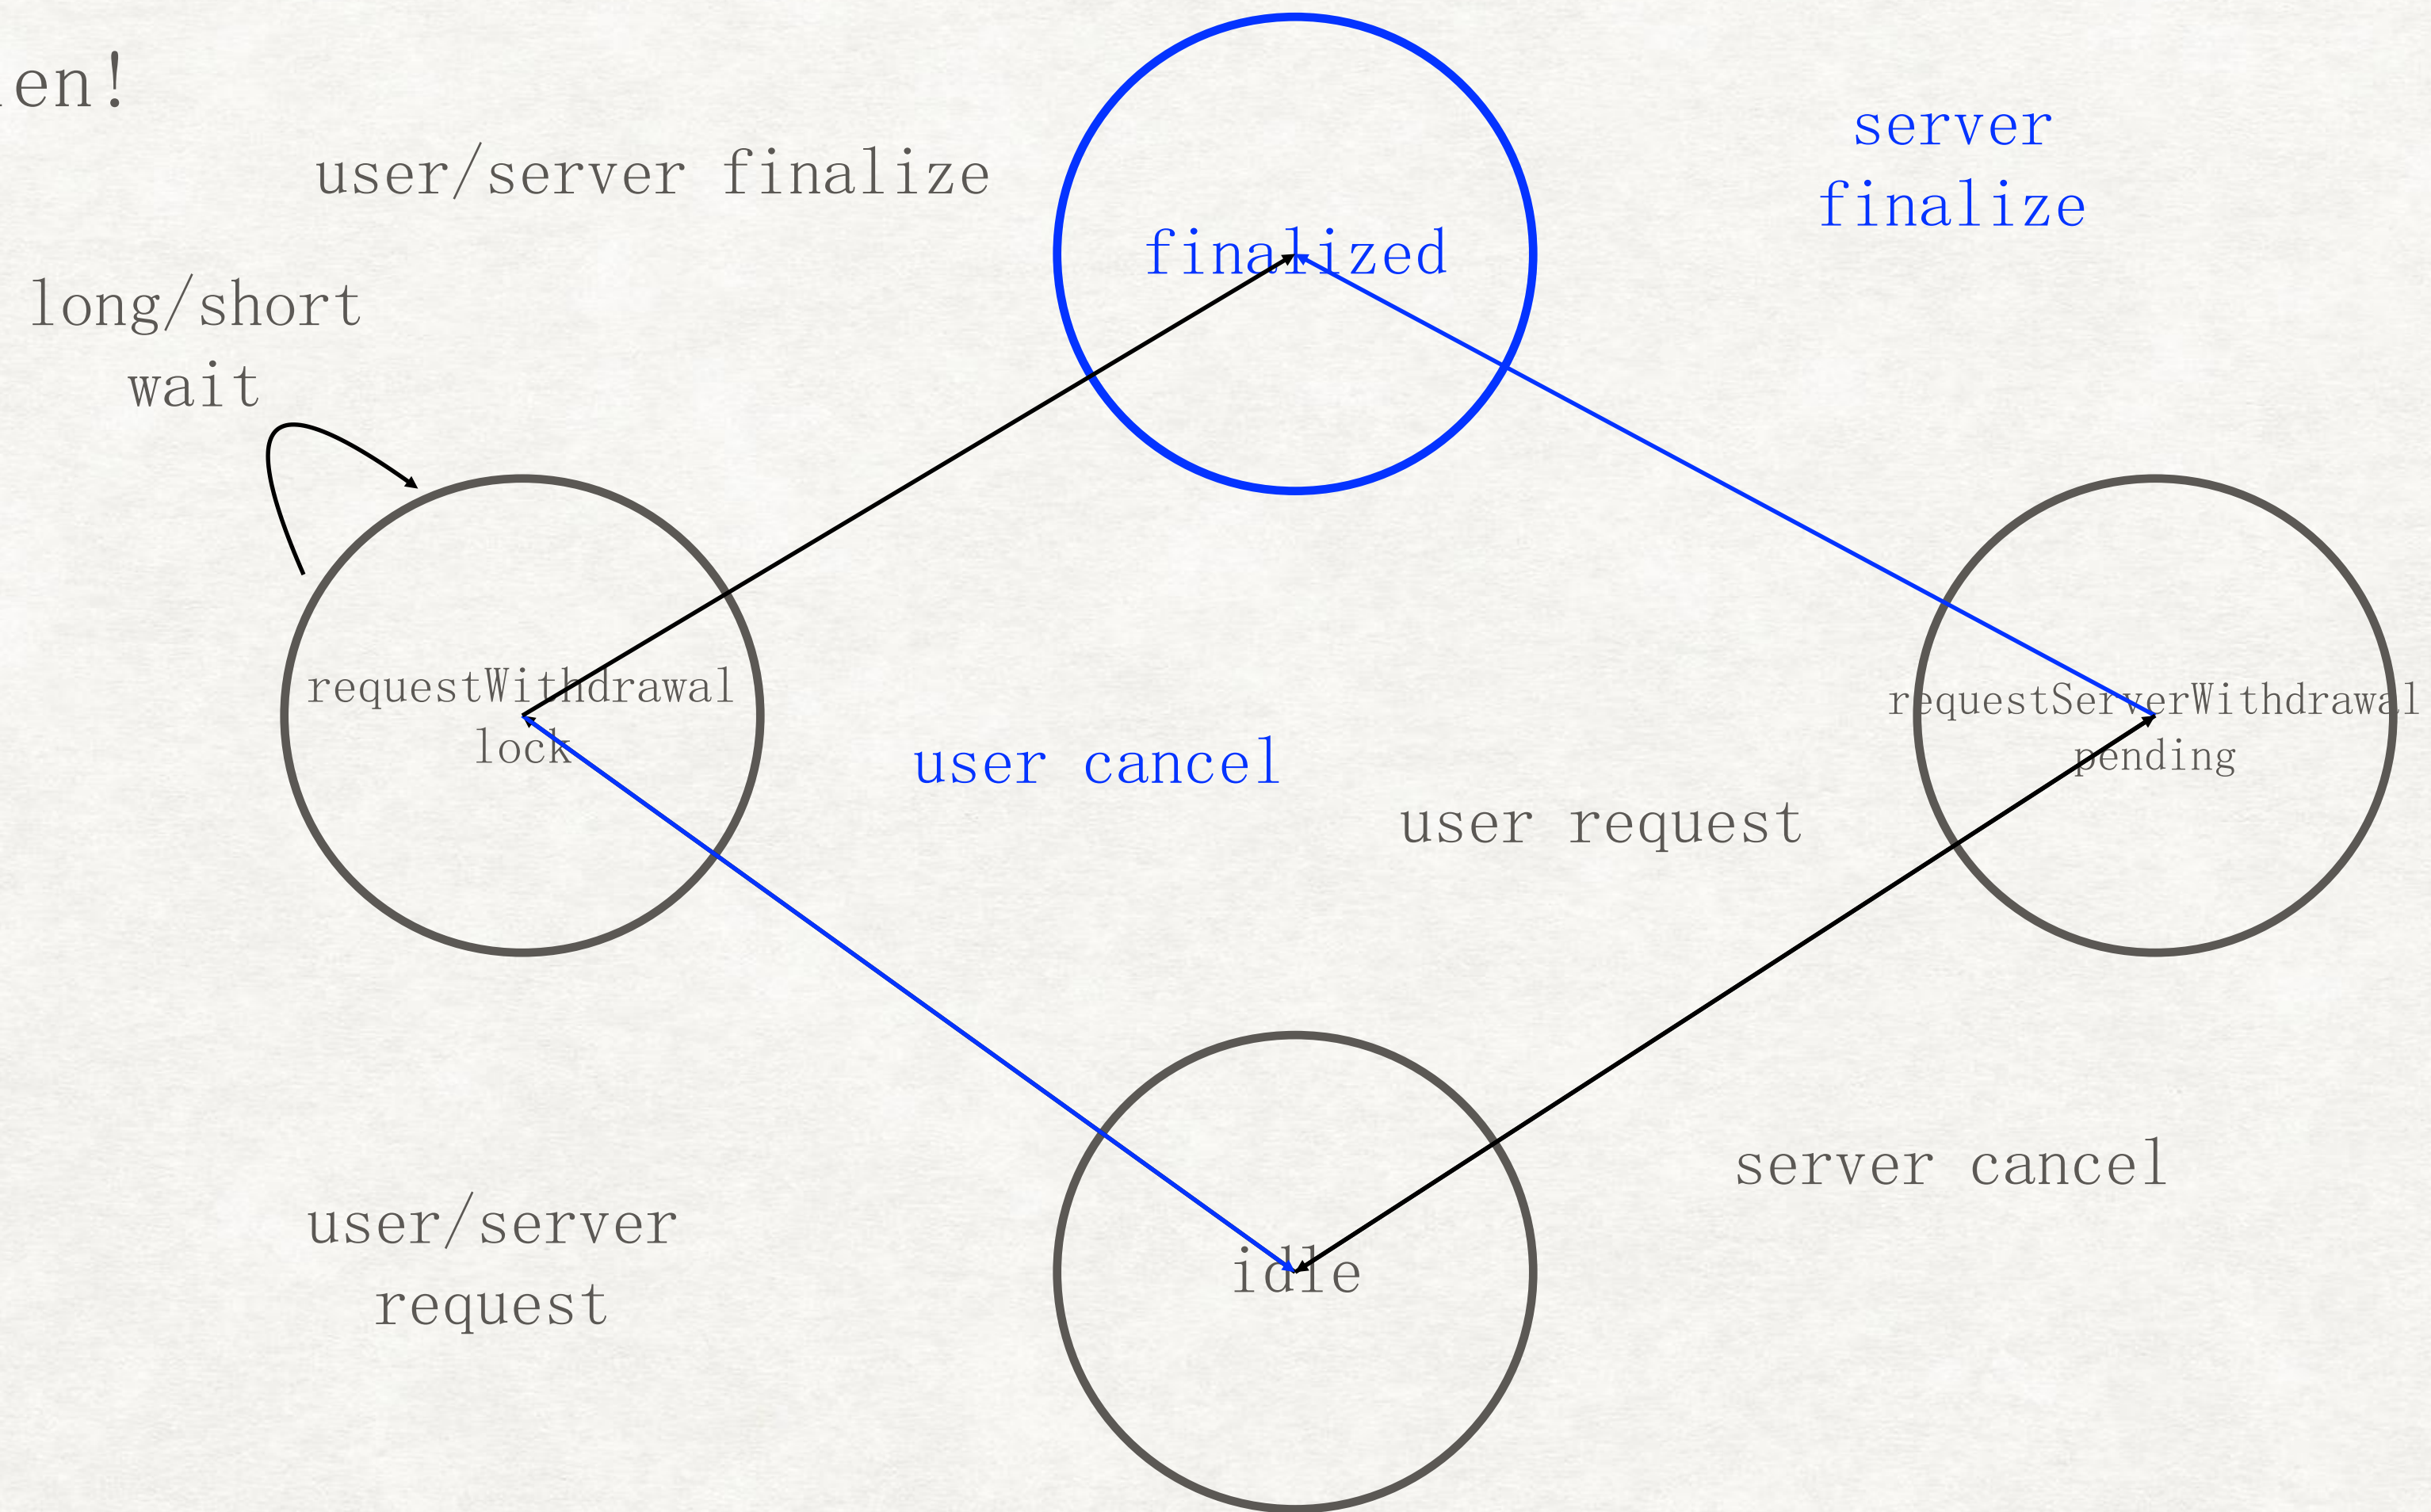 en!
user/server finalize
server
finalize
finalized
long/short
wait
requestWithdrawal
lock
requestServerWithdrawal
pending
user cancel
user request
server cancel
user/server
request
idle